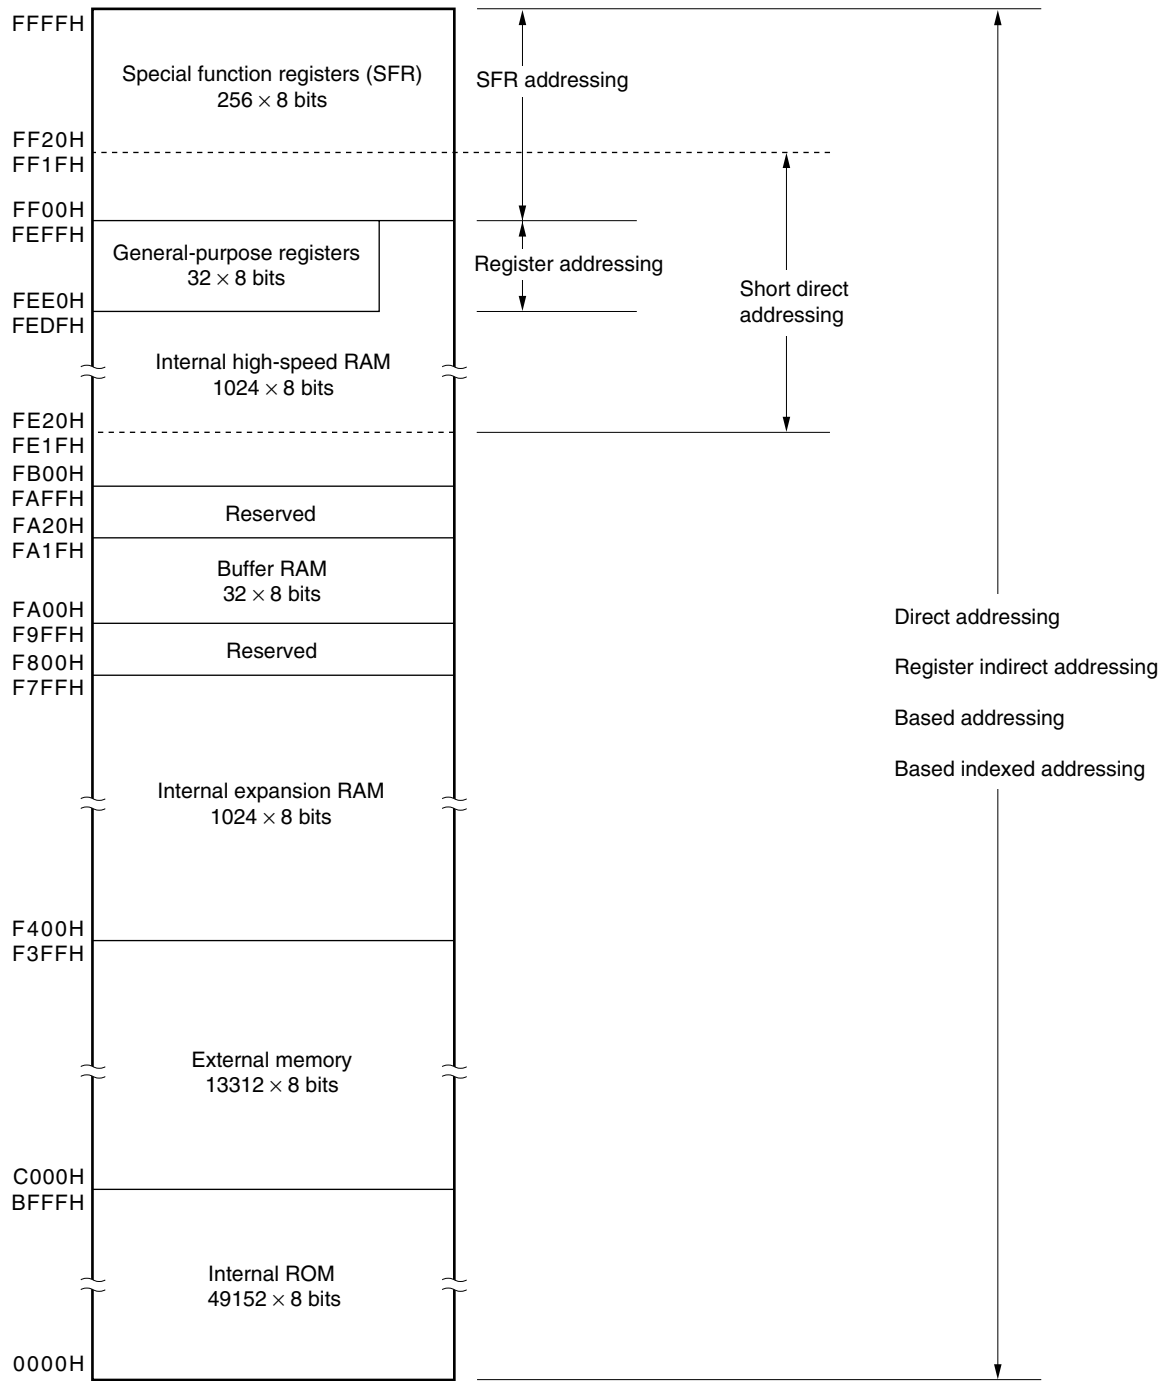 FFFFH
Special function registers (SFR)
256 × 8 bits
SFR addressing
FF20H
FF1FH
FF00H
FEFFH
General-purpose registers
32 × 8 bits
Register addressing
Short direct
addressing
FEE0H
FEDFH
Internal high-speed RAM
1024 × 8 bits
FE20H
FE1FH
FB00H
FAFFH
Reserved
FA20H
FA1FH
Buffer RAM
32 × 8 bits
FA00H
F9FFH
Reserved
F800H
F7FFH
Direct addressing
Register indirect addressing
Based addressing
Based indexed addressing
Internal expansion RAM
1024 × 8 bits
F400H
F3FFH
External memory
13312 × 8 bits
C000H
BFFFH
Internal ROM
49152 × 8 bits
0000H